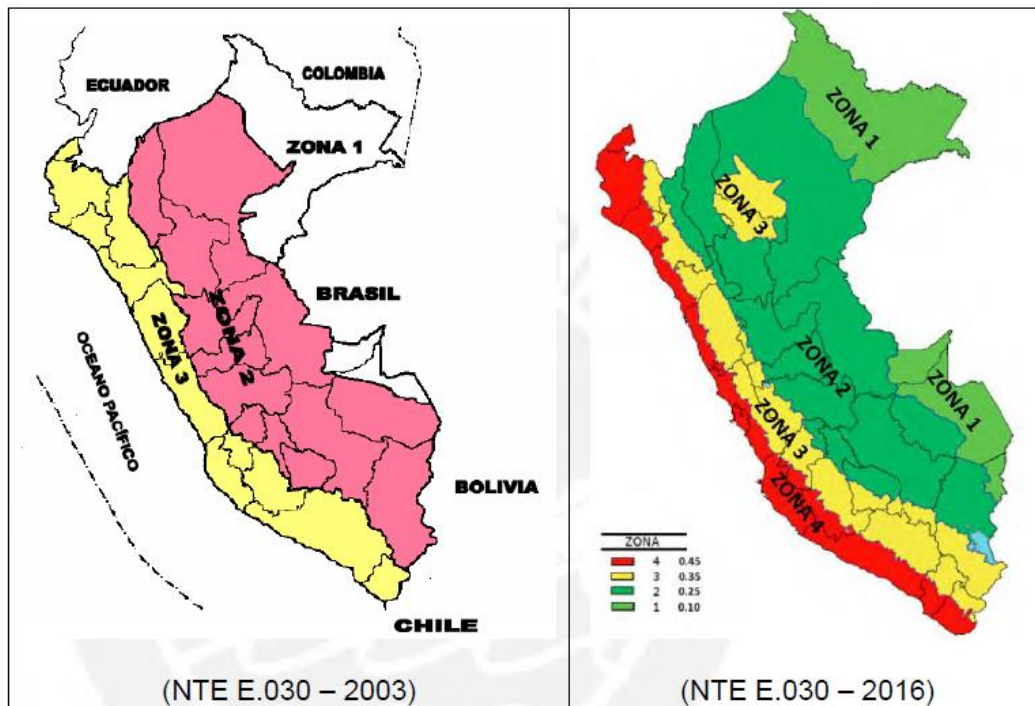 ECUADOR
COLOMBIA
ZONA 1
BRASIL
ZONA 2
ZONA 3
OCEANO PACÍFICO
BOLIVIA
CHILE
(NTE E.030 – 2003)
ZONA 1
ZONA 3
ZONA 2
ZONA 1
ZONA 3
ZONA 4
ZONA
4 0.45
3 0.35
2 0.25
1 0.10
(NTE E.030 – 2016)